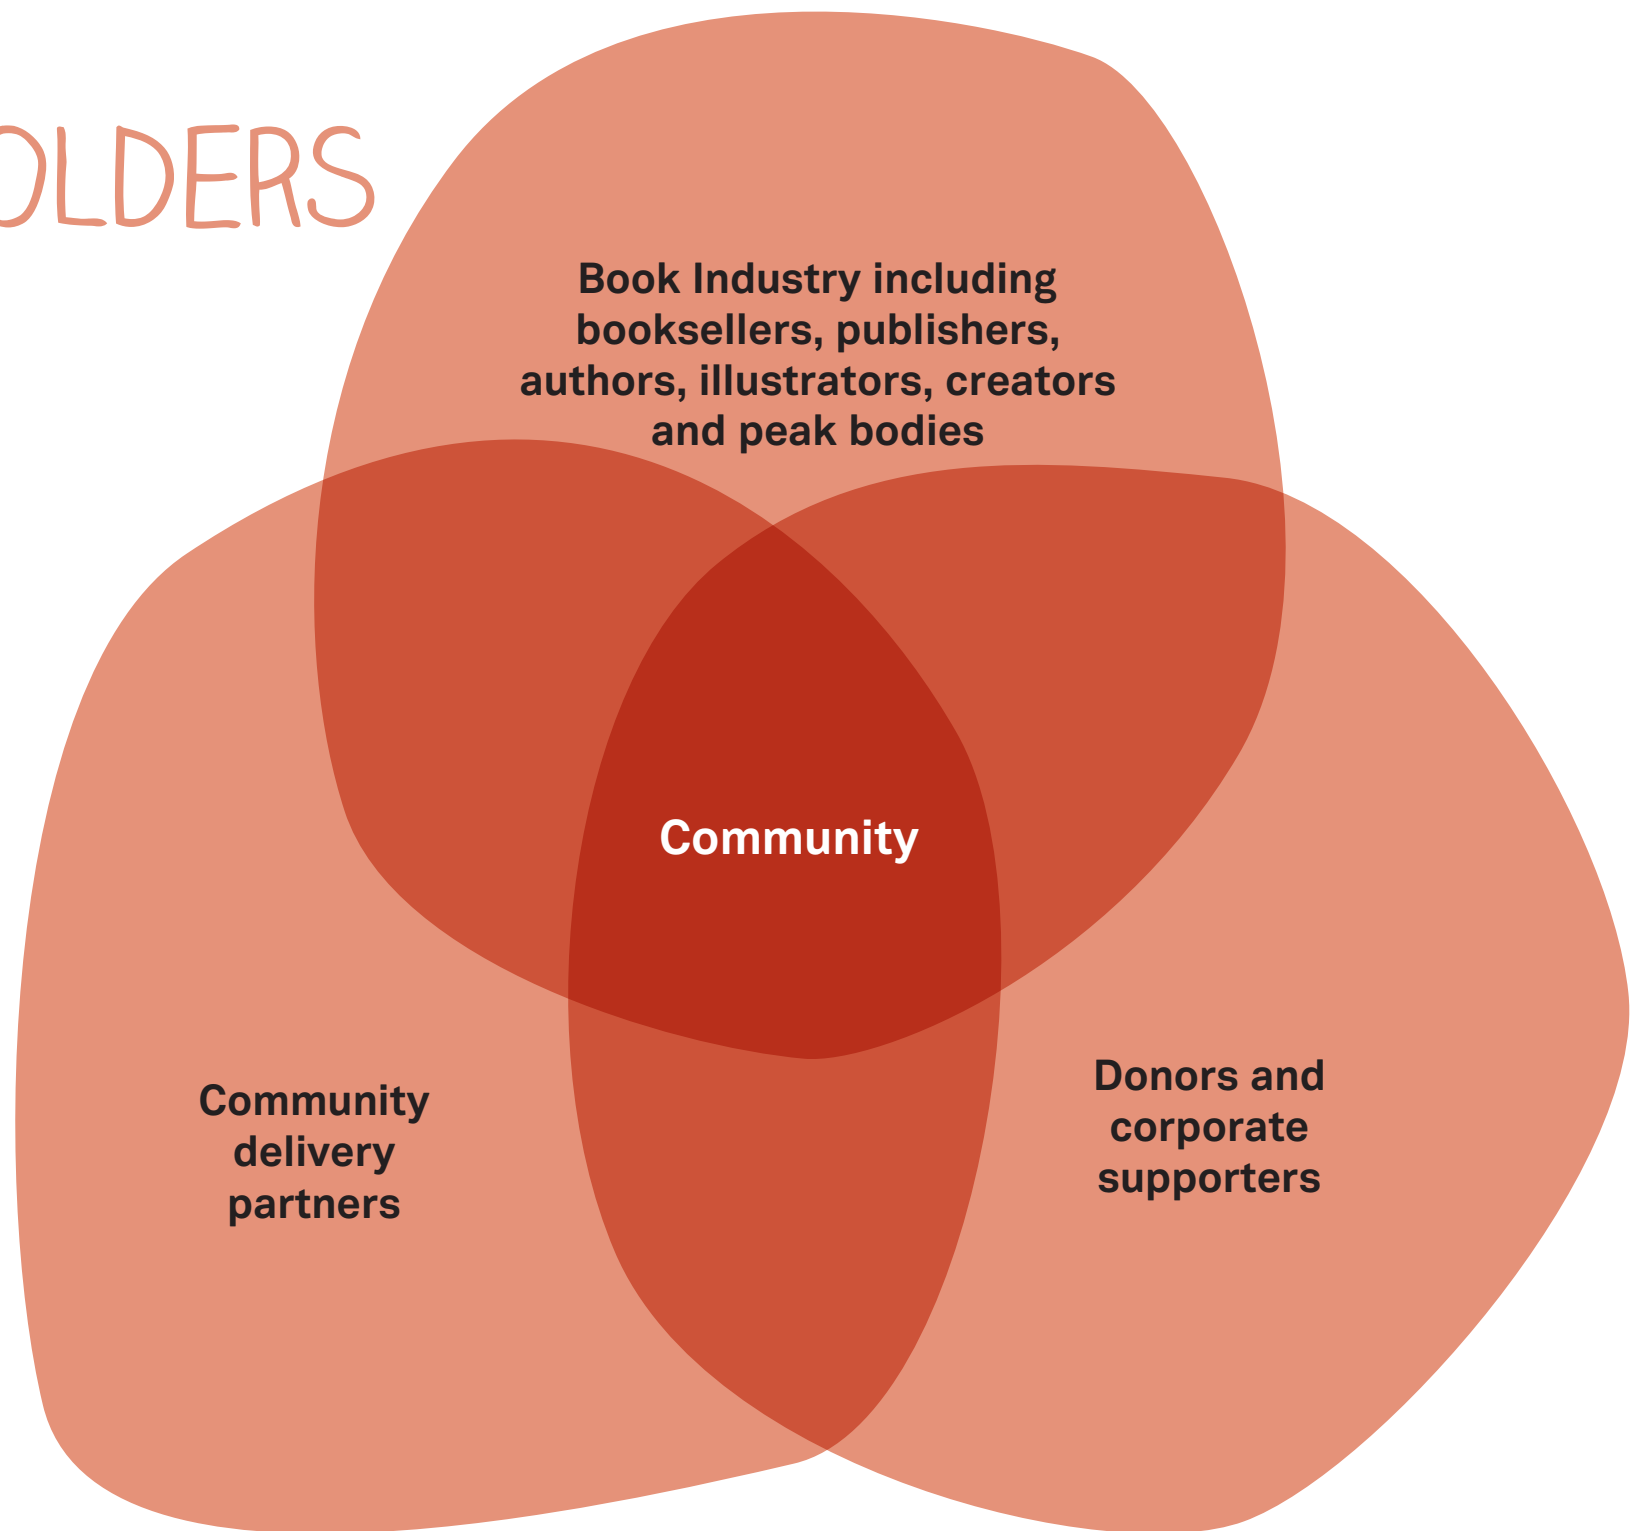 OLDERS
Book Industry including
booksellers, publishers,
authors, illustrators, creators
and peak bodies
Community
Community
delivery
partners
Donors and
corporate
supporters